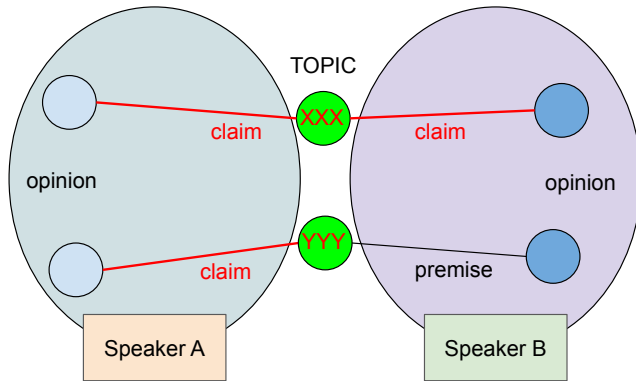 TOPIC
XXX
claim
claim
opinion
opinion
YYY
claim
premise
Speaker A
Speaker B